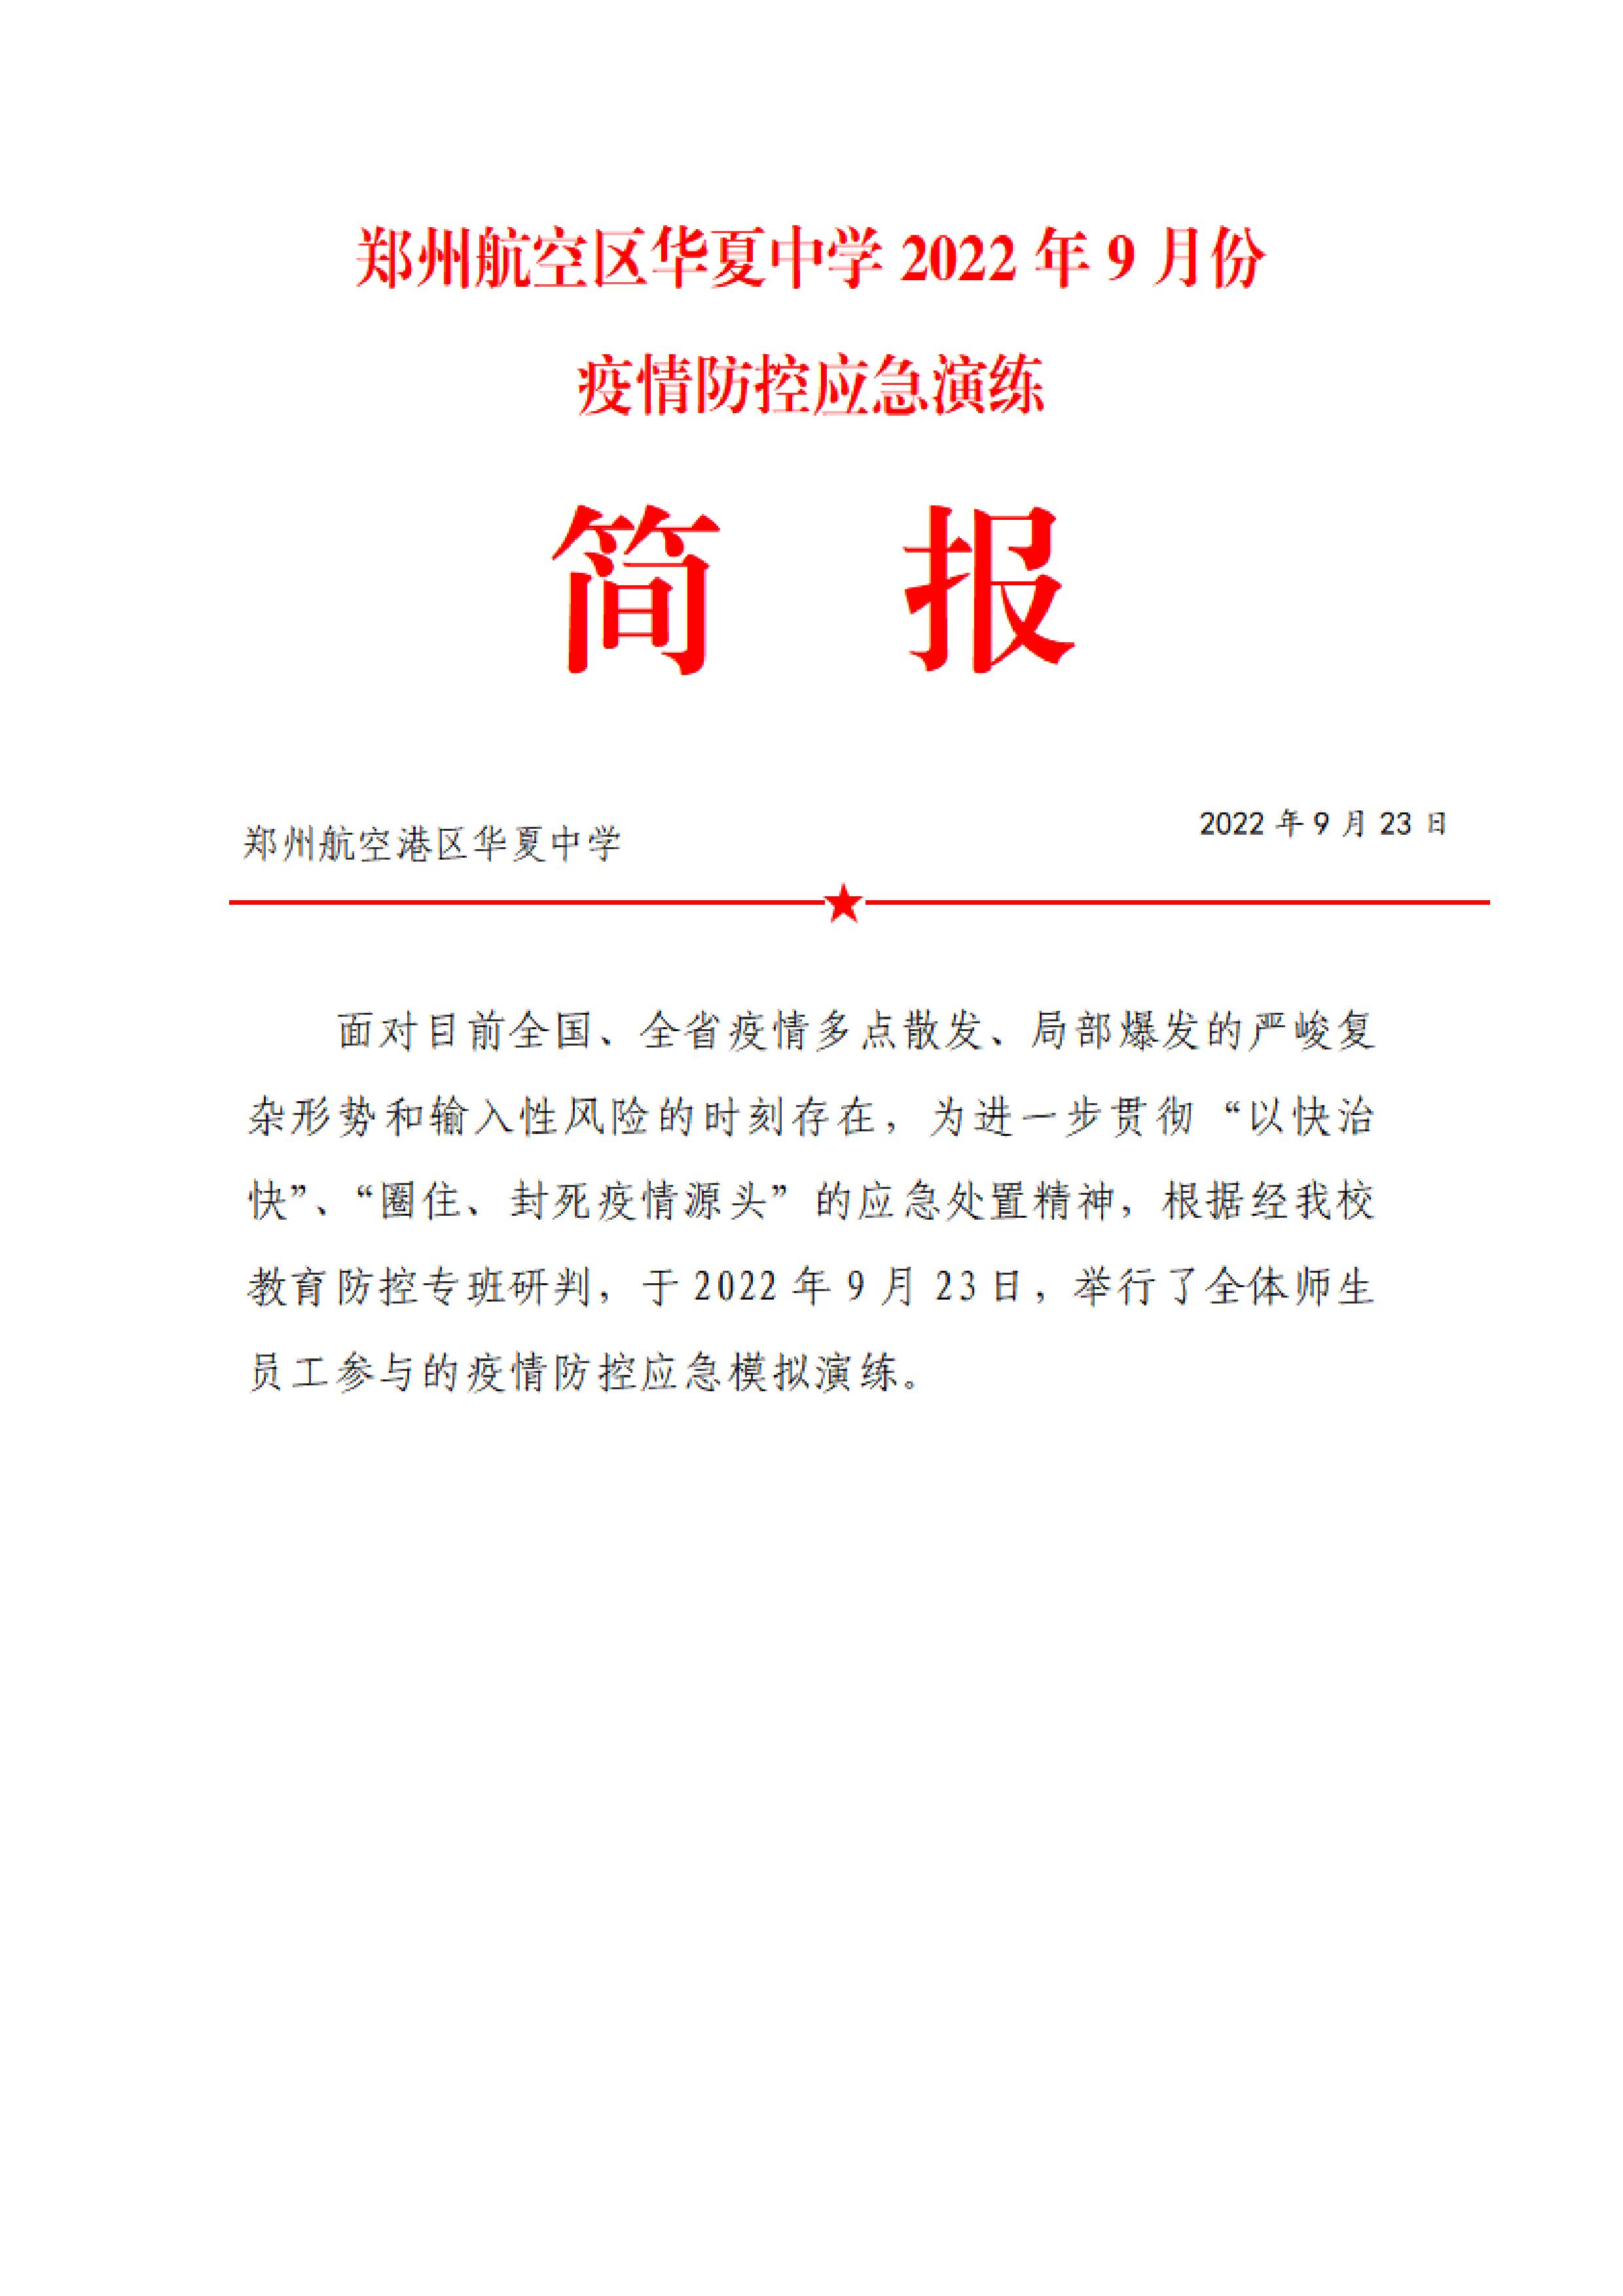 郑州航空区华夏中学 2022 年 9 月份
疫情防控应急演练
简 报
郑州航空港区华夏中学 2022 年 9 月 23 日
面对目前全国、全省疫情多点散发、局部爆发的严峻复
杂形势和输入性风险的时刻存在，为进一步贯彻“以快治
快”、“圈住、封死疫情源头”的应急处置精神，根据经我校
教育防控专班研判，于 2022 年 9 月 23 日，举行了全体师生
员工参与的疫情防控应急模拟演练。